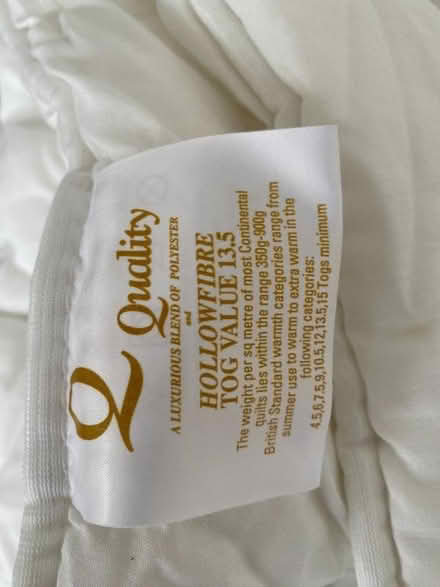 Q Quality
A LUXURIOUS BLEND OF POLYESTER
and
HOLLOWFIBRE
TOG VALUE 13.5
The weight per sq metre of most Continental
quilts lies within the range 350g-900g
British Standard warmth categories range from
summer use to warm to extra warm in the
following categories:
4.5,6,7.5,9,10.5,12,13.5,15 Togs minimum